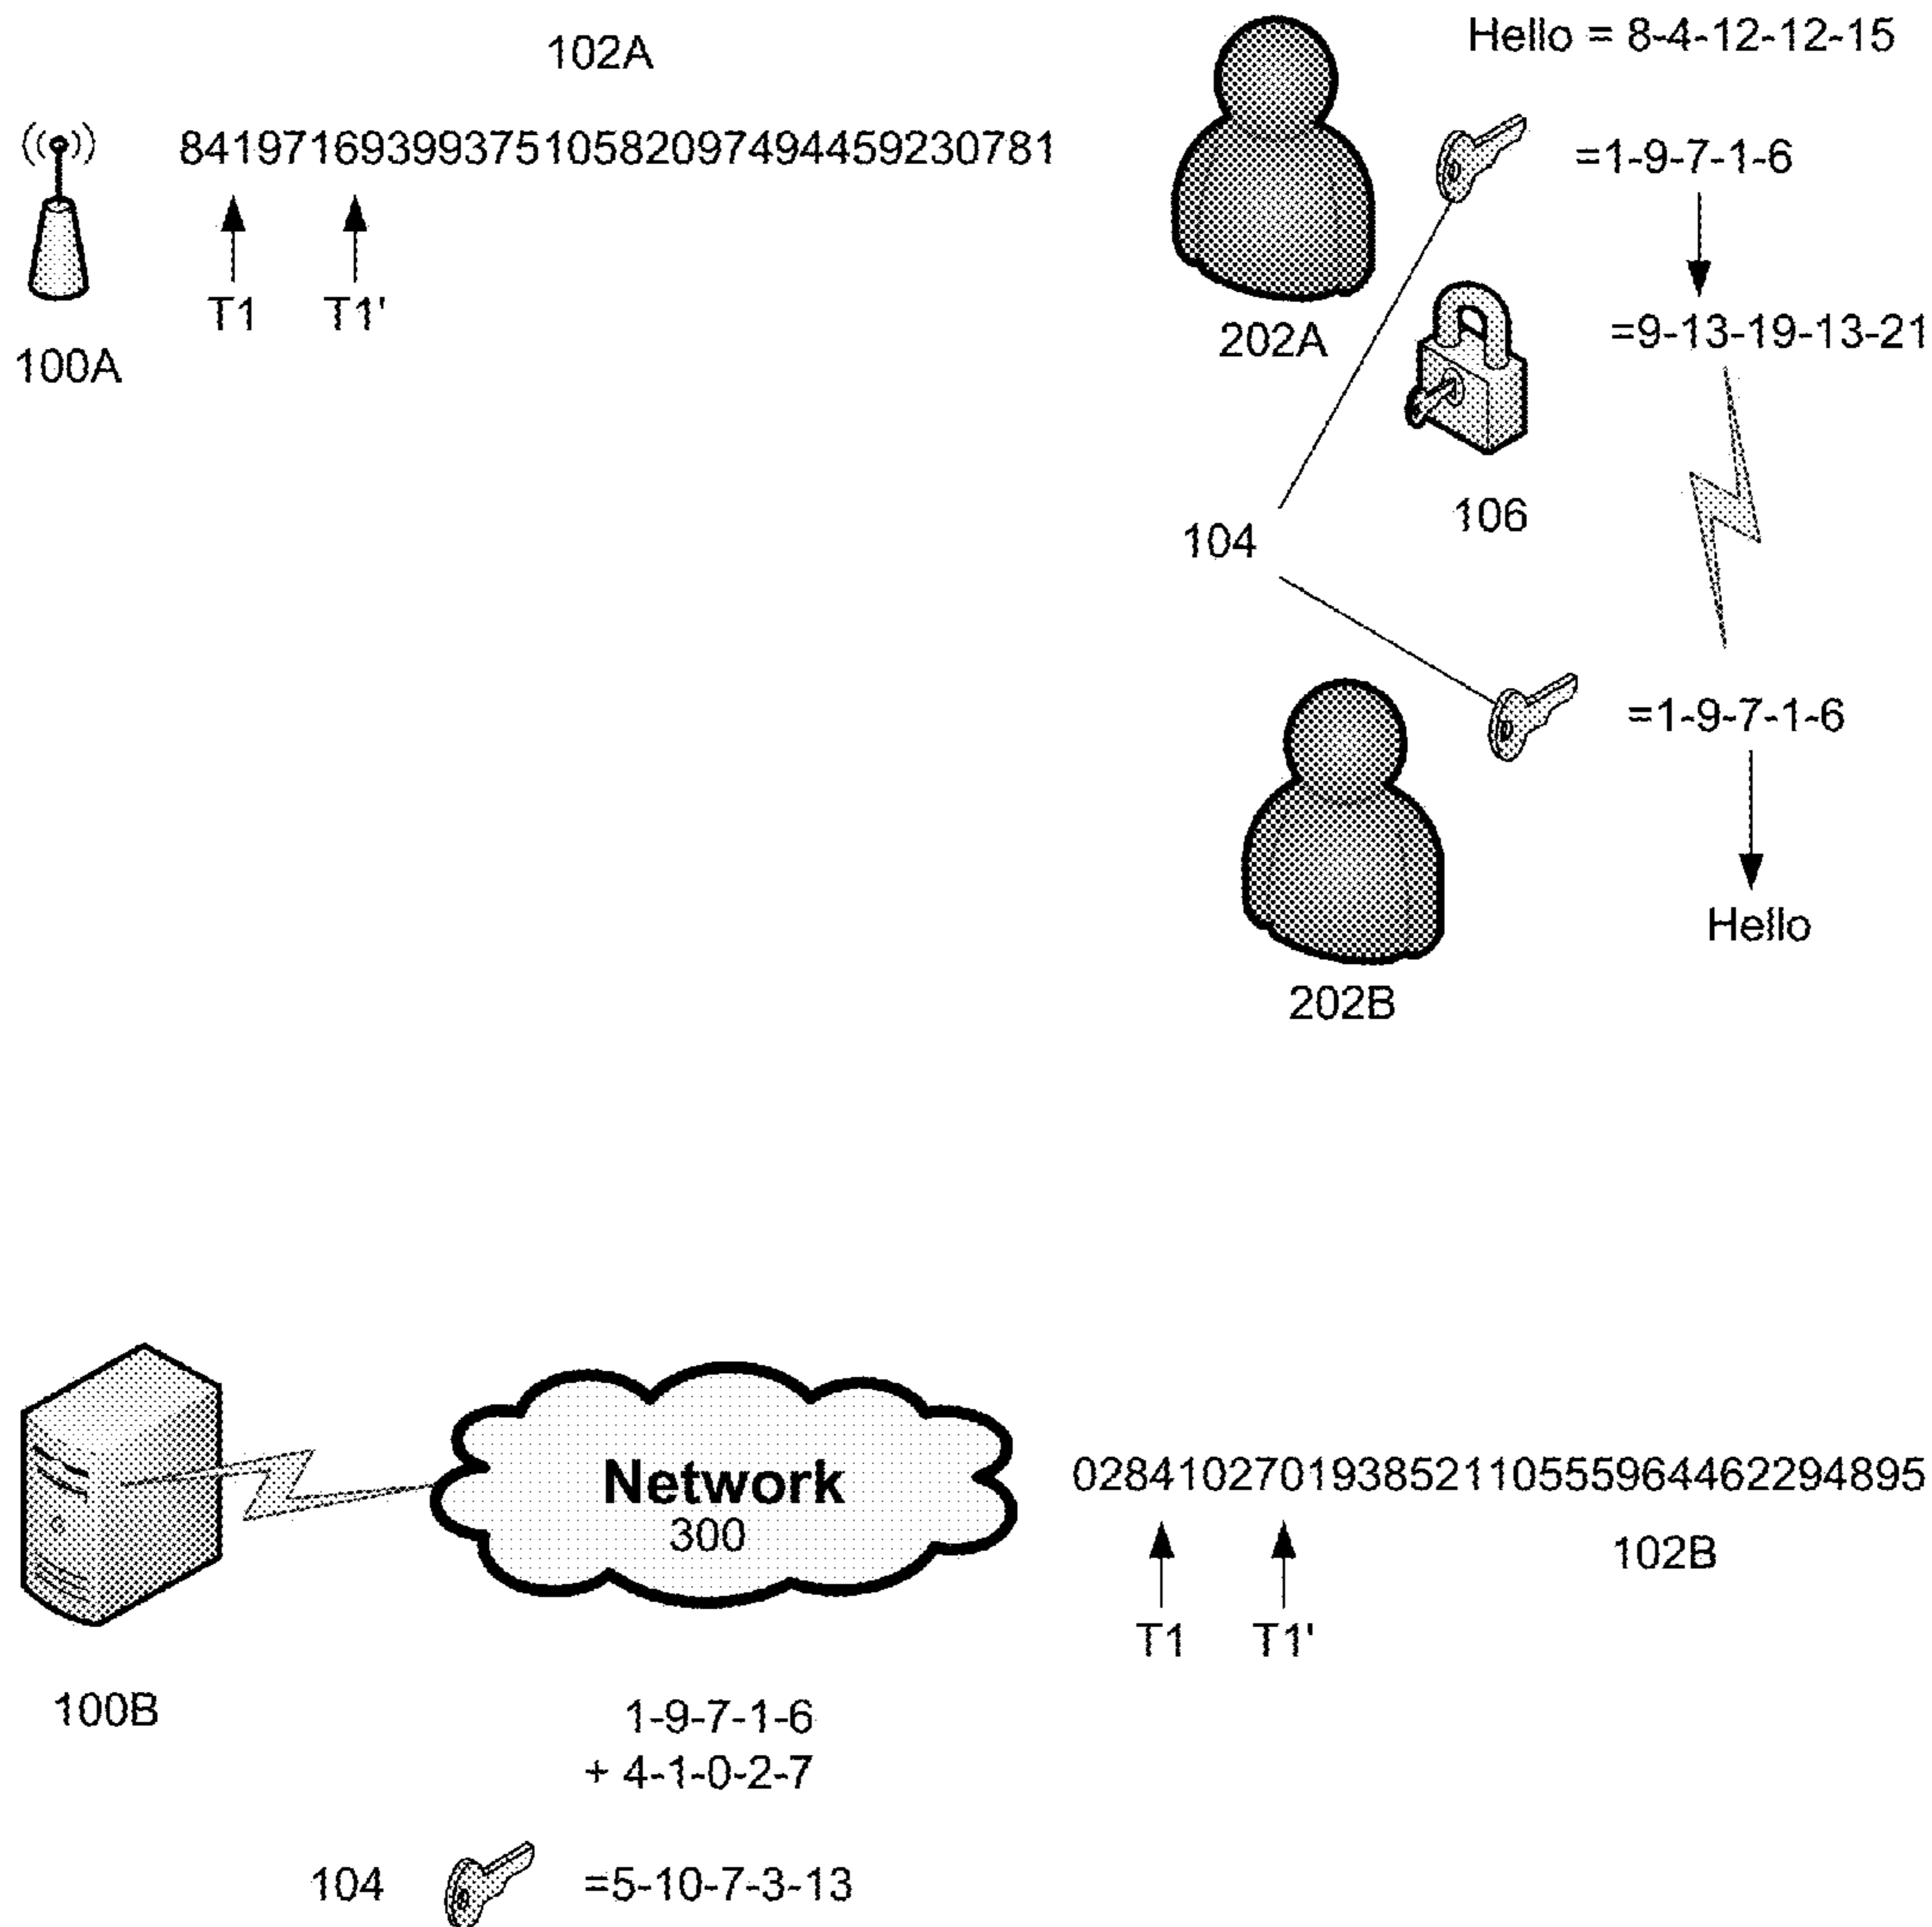 102A
841971693993751058209749445923078​1
T1 T1'
100A
Hello = 8-4-12-12-15
=1-9-7-1-6
=9-13-19-13-21
202A
106
104
=1-9-7-1-6
Hello
202B
Network
300
0284102701938521105559644622948​95
T1 T1'
102B
100B
1-9-7-1-6
+ 4-1-0-2-7
104
=5-10-7-3-13